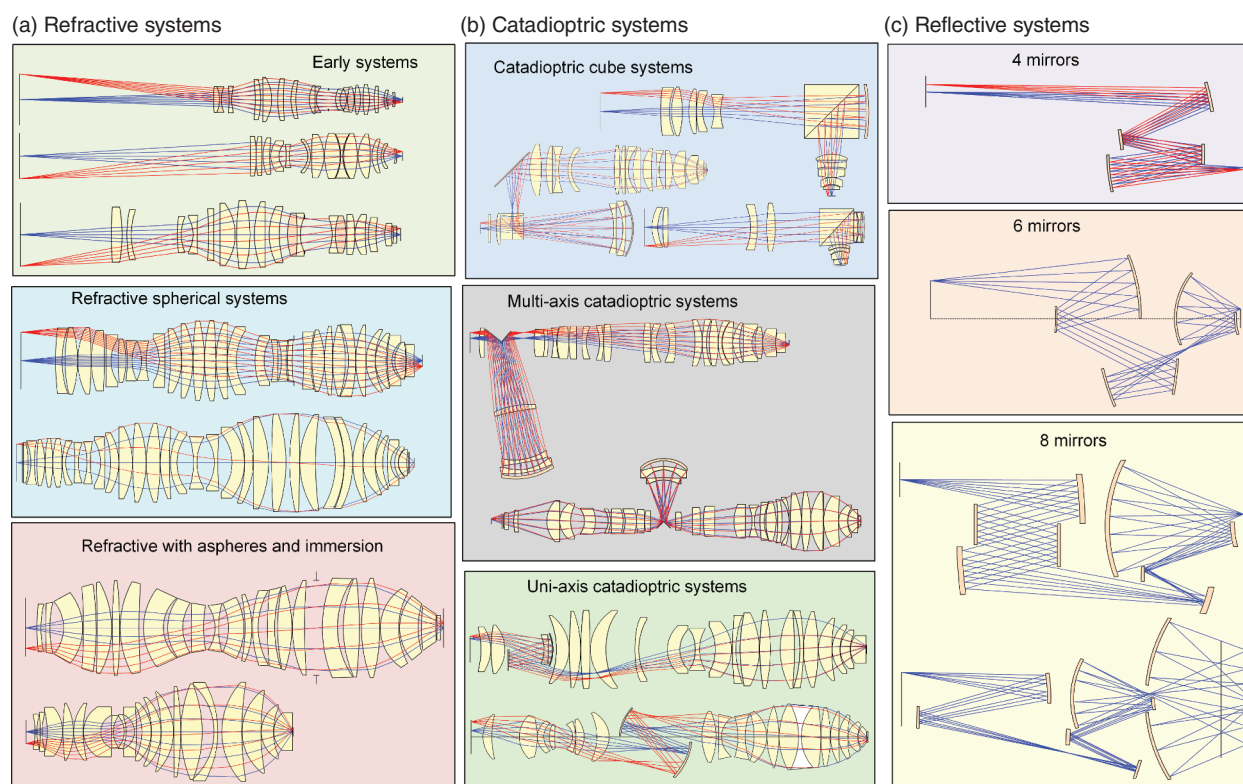 (a) Refractive systems
Early systems
Refractive spherical systems
Refractive with aspheres and immersion
(b) Catadioptric systems
Catadioptric cube systems
Multi-axis catadioptric systems
Uni-axis catadioptric systems
(c) Reflective systems
4 mirrors
6 mirrors
8 mirrors